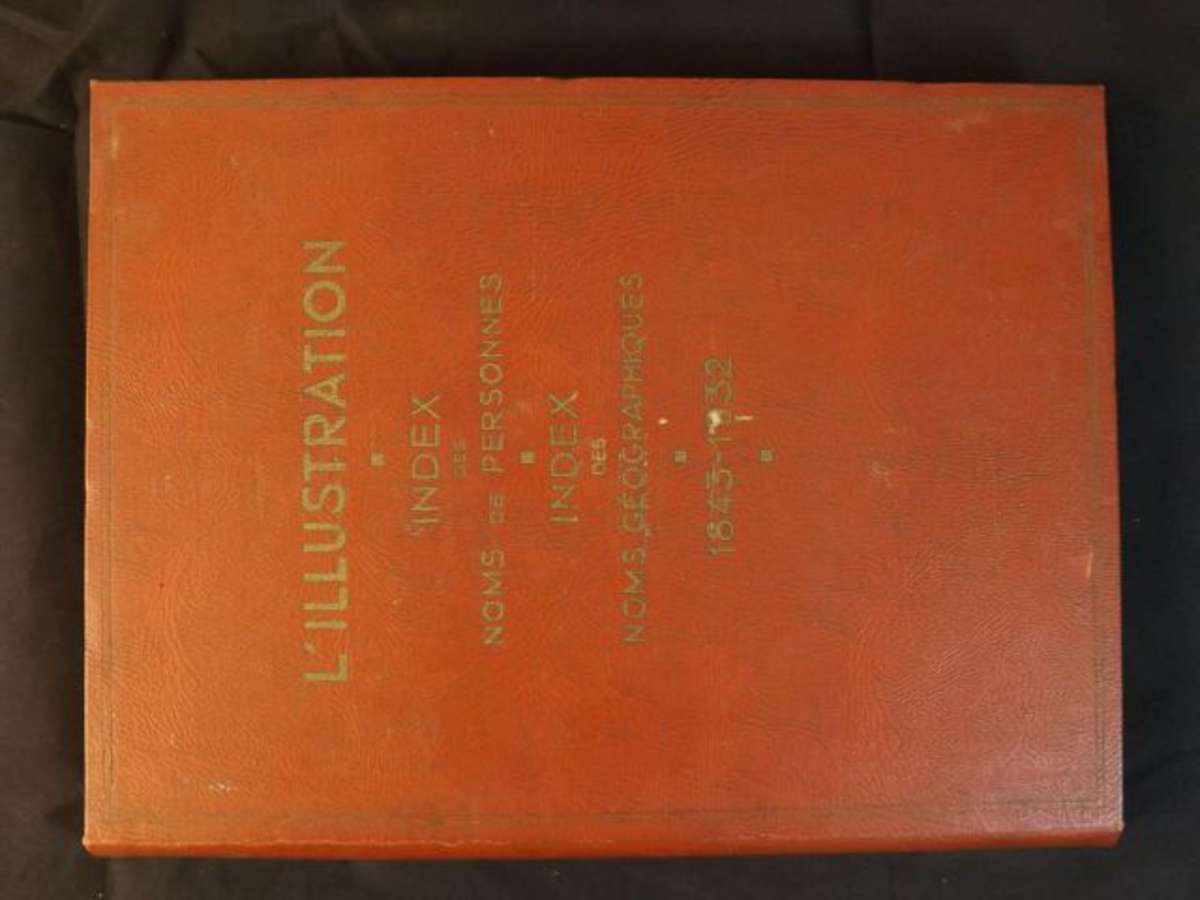 L'ILLUSTRATION
INDEX
DES
NOMS DE PERSONNES
INDEX
DES
NOMS GÉOGRAPHIQUES
1843-1932